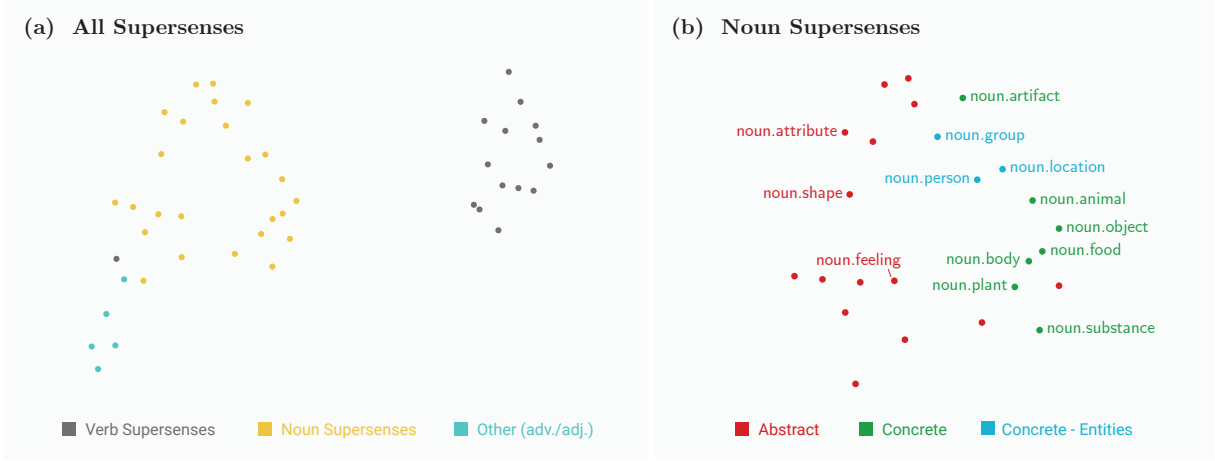 (a) All Supersenses
Verb Supersenses
Noun Supersenses
Other (adv./adj.)
(b) Noun Supersenses
noun.artifact
noun.attribute
noun.group
noun.location
noun.person
noun.shape
noun.animal
noun.object
noun.food
noun.feeling
noun.body
noun.plant
noun.substance
Abstract
Concrete
Concrete - Entities